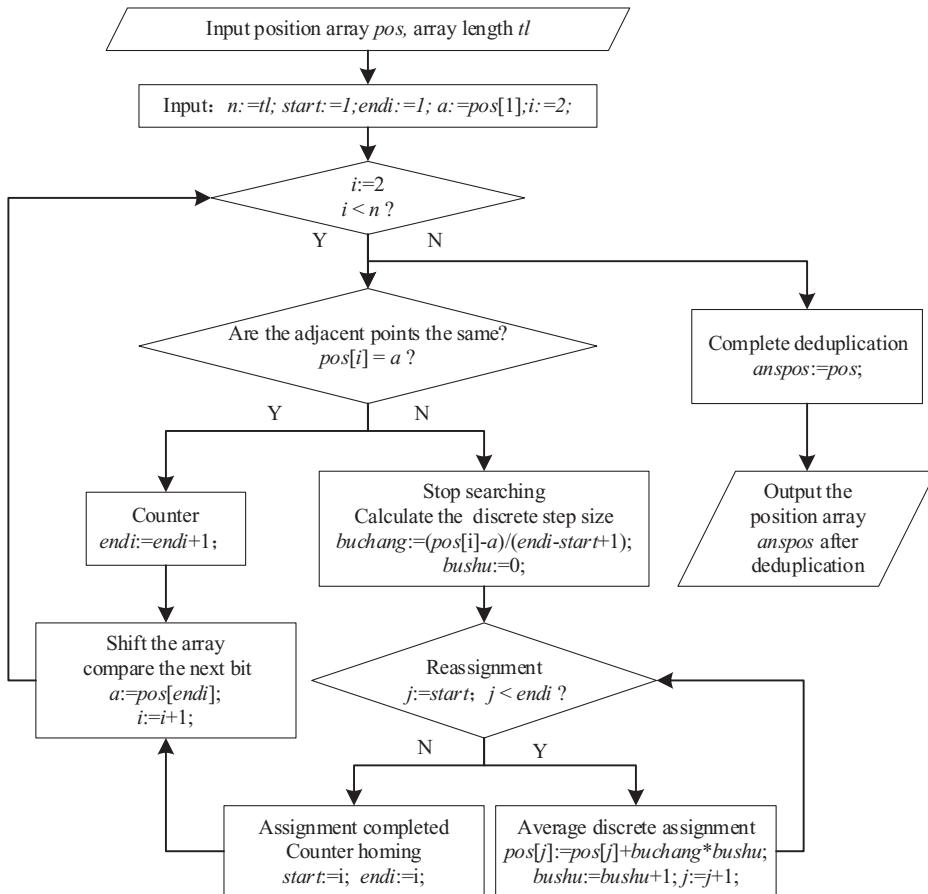 Input position array pos, array length tl
Input：n:=tl; start:=1;endi:=1; a:=pos[1];i:=2;
i:=2
i < n ?
Y
N
Are the adjacent points the same?
pos[i] = a ?
Complete deduplication
anspos:=pos;
Y
N
Counter
endi:=endi+1;
Stop searching
Calculate the discrete step size
buchang:=(pos[i]-a)/(endi-start+1);
bushu:=0;
Output the
position array
anspos after
deduplication
Shift the array
compare the next bit
a:=pos[endi];
i:=i+1;
Reassignment
j:=start; j < endi ?
N
Y
Assignment completed
Counter homing
start:=i; endi:=i;
Average discrete assignment
pos[j]:=pos[j]+buchang*bushu;
bushu:=bushu+1; j:=j+1;